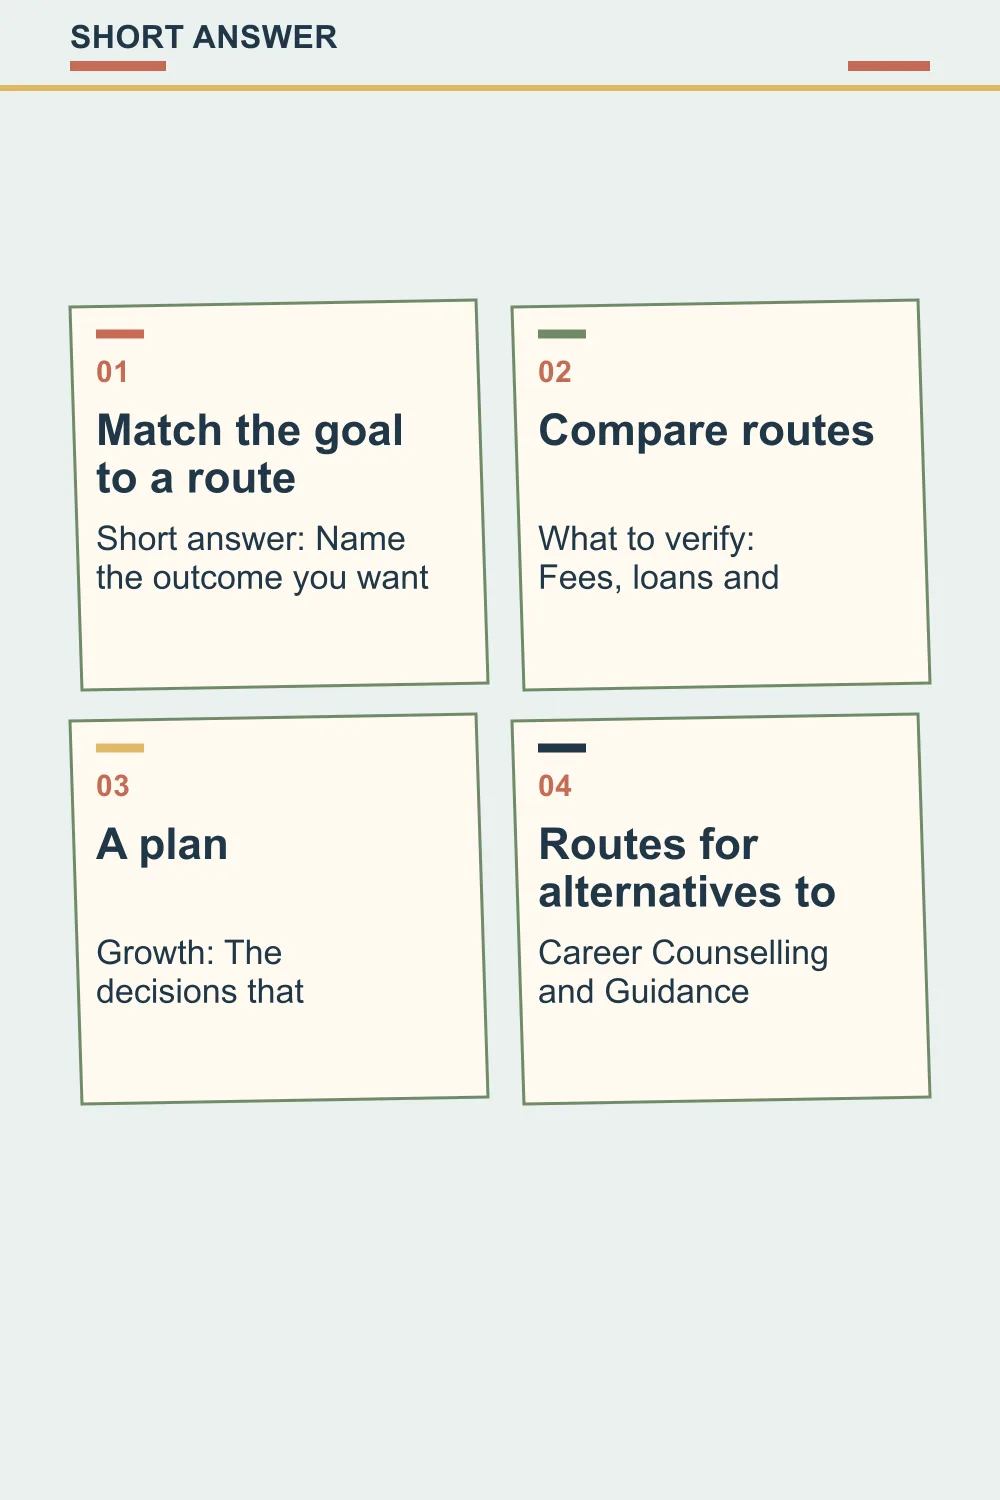 SHORT ANSWER
01
Match the goal
to a route
Short answer: Name
the outcome you want
02
Compare routes
What to verify:
Fees, loans and
03
A plan
Growth: The
decisions that
04
Routes for
alternatives to
Career Counselling
and Guidance